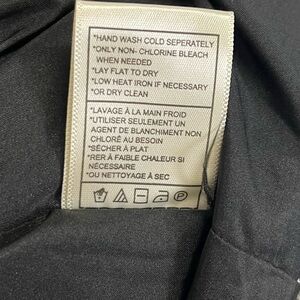 *HAND WASH COLD SEPERATELY
*ONLY NON- CHLORINE BLEACH
WHEN NEEDED
*LAY FLAT TO DRY
*LOW HEAT IRON IF NECESSARY
*OR DRY CLEAN
*LAVAGE À LA MAIN FROID
*UTILISER SEULEMENT UN
AGENT DE BLANCHIMENT NON
CHLORÉ AU BESOIN
*SÉCHER À PLAT
*RER À FAIBLE CHALEUR SI
NÉCESSAIRE
*OU NETTOYAGE À SEC